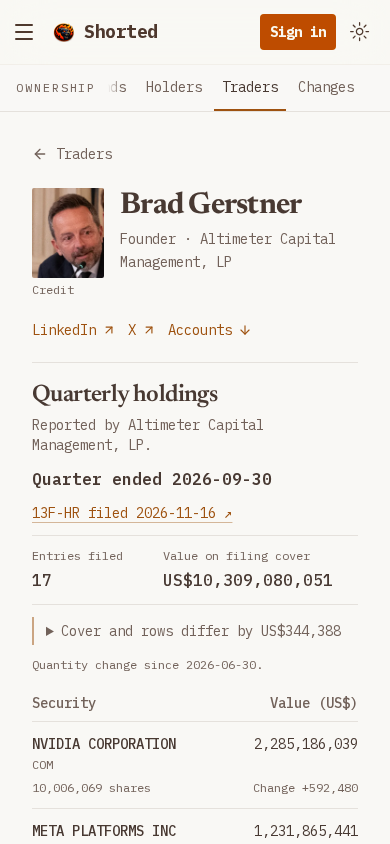 Shorted
Sign in
OWNERSHIP ds Holders Traders Changes
← Traders
Brad Gerstner
Founder · Altimeter Capital
Management, LP
Credit
LinkedIn ↗ X ↗ Accounts ↓
Quarterly holdings
Reported by Altimeter Capital
Management, LP.
Quarter ended 2026-09-30
13F-HR filed 2026-11-16 ↗
Entries filed Value on filing cover
17 US$10,309,080,051
▶ Cover and rows differ by US$344,388
Quantity change since 2026-06-30.
Security Value (US$)
NVIDIA CORPORATION 2,285,186,039
COM
10,006,069 shares Change +592,480
META PLATFORMS INC 1,231,865,441